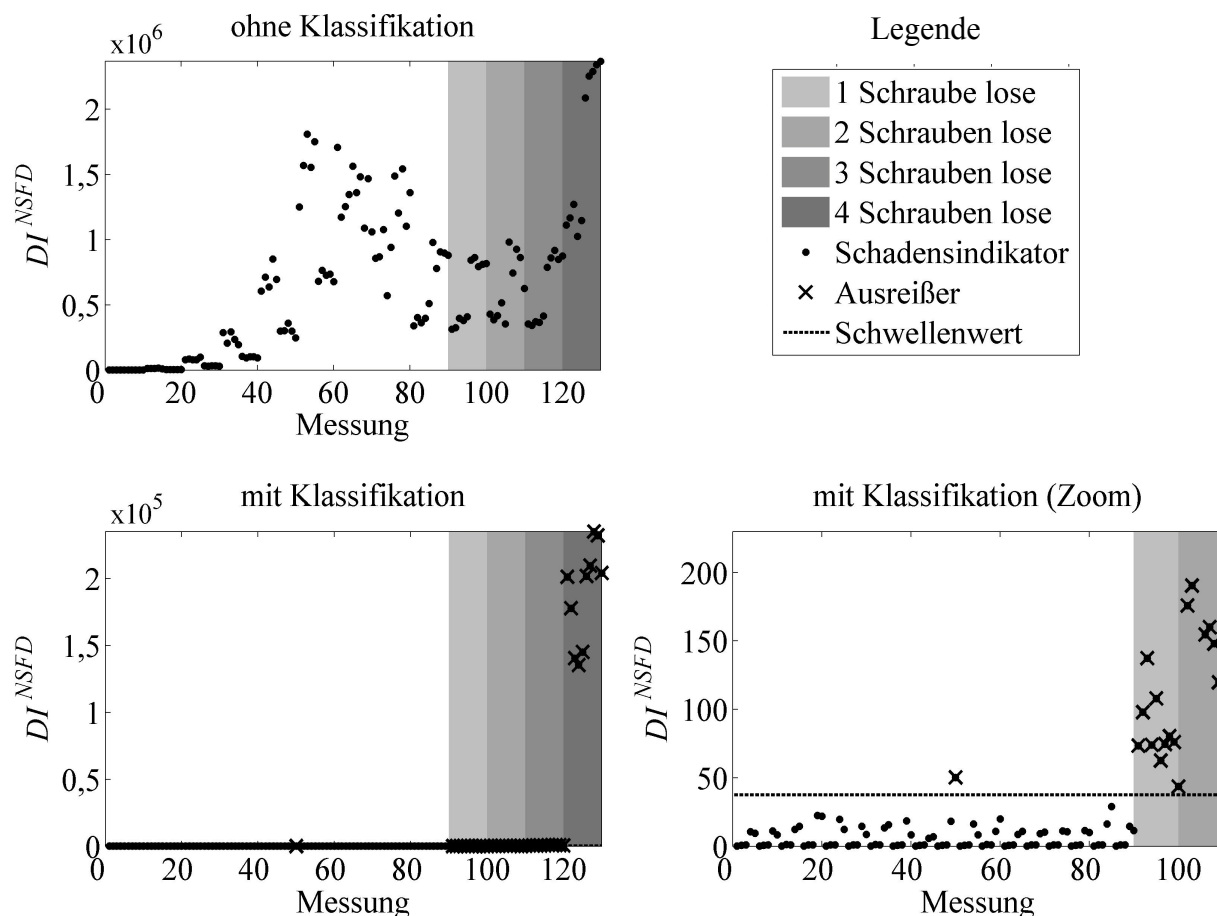 ohne Klassifikation
x10^6
2
1,5
1
0,5
0
DI^NSFD
0 20 40 60 80 100 120
Messung
Legende
1 Schraube lose
2 Schrauben lose
3 Schrauben lose
4 Schrauben lose
Schadensindikator
Ausreißer
Schwellenwert
mit Klassifikation
x10^5
2
1,5
1
0,5
0
DI^NSFD
0 20 40 60 80 100 120
Messung
mit Klassifikation (Zoom)
200
150
100
50
0
DI^NSFD
0 20 40 60 80 100
Messung